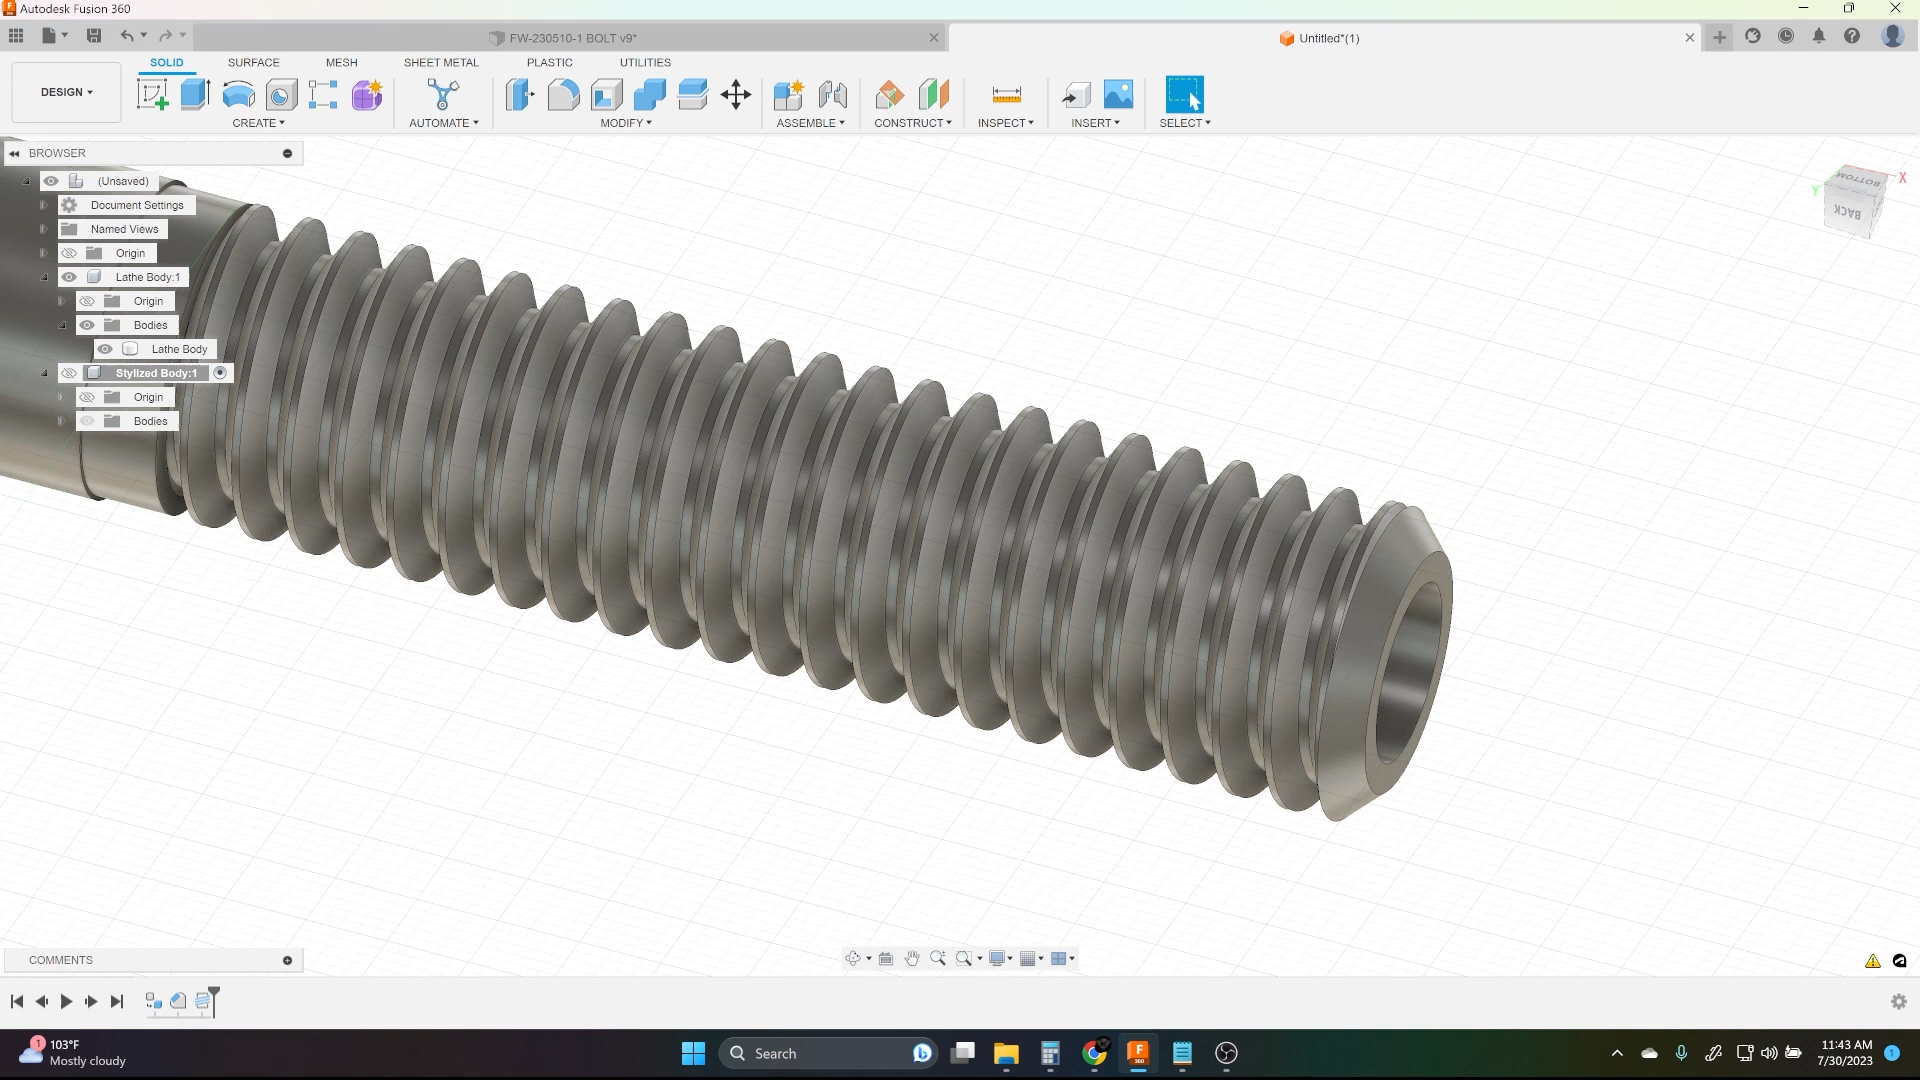 Autodesk Fusion 360
FW-230510-1 BOLT v9*
Untitled*(1)
SOLID SURFACE MESH SHEET METAL PLASTIC UTILITIES
DESIGN
CREATE AUTOMATE MODIFY ASSEMBLE CONSTRUCT INSPECT INSERT SELECT
BROWSER
(Unsaved)
Document Settings
Named Views
Origin
Lathe Body:1
Origin
Bodies
Lathe Body
Stylized Body:1
Origin
Bodies
BOTTOM
BACK
X
Y
COMMENTS
1
103°F
Mostly cloudy
Search
F
360
11:43 AM
7/30/2023
1